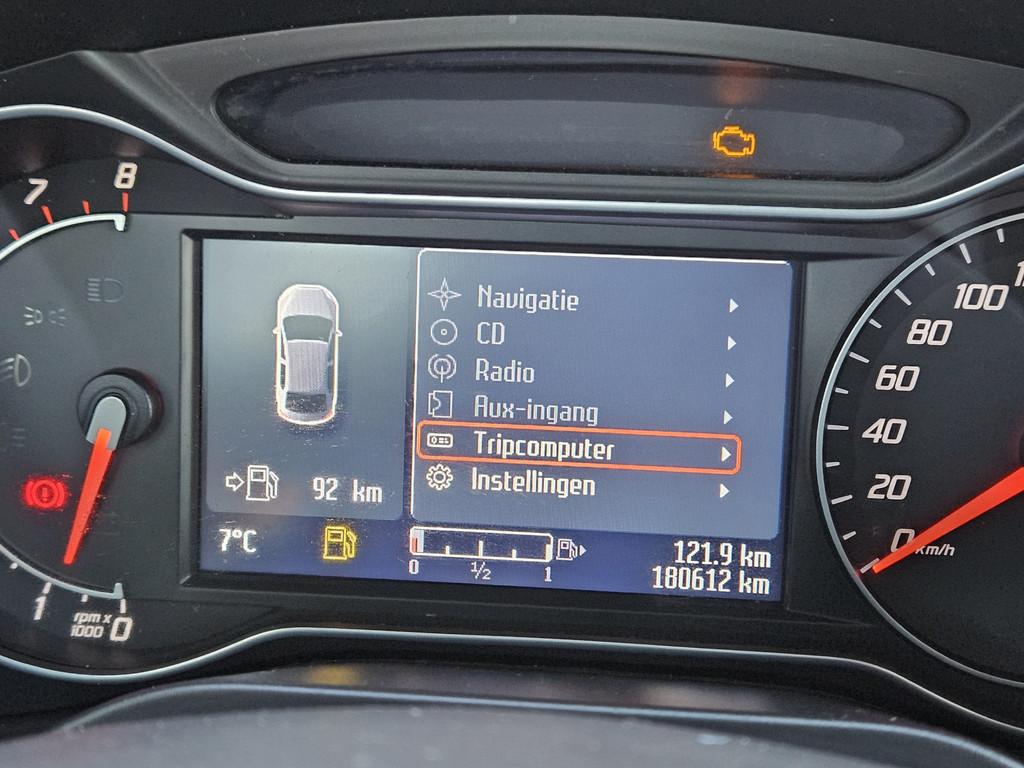 7
8
Navigatie
CD
Radio
Aux-ingang
Tripcomputer
Instellingen
92 km
7°C
0 1/2 1
121.9 km
180612 km
1
rpm x
1000
0
100
80
60
40
20
0 km/h